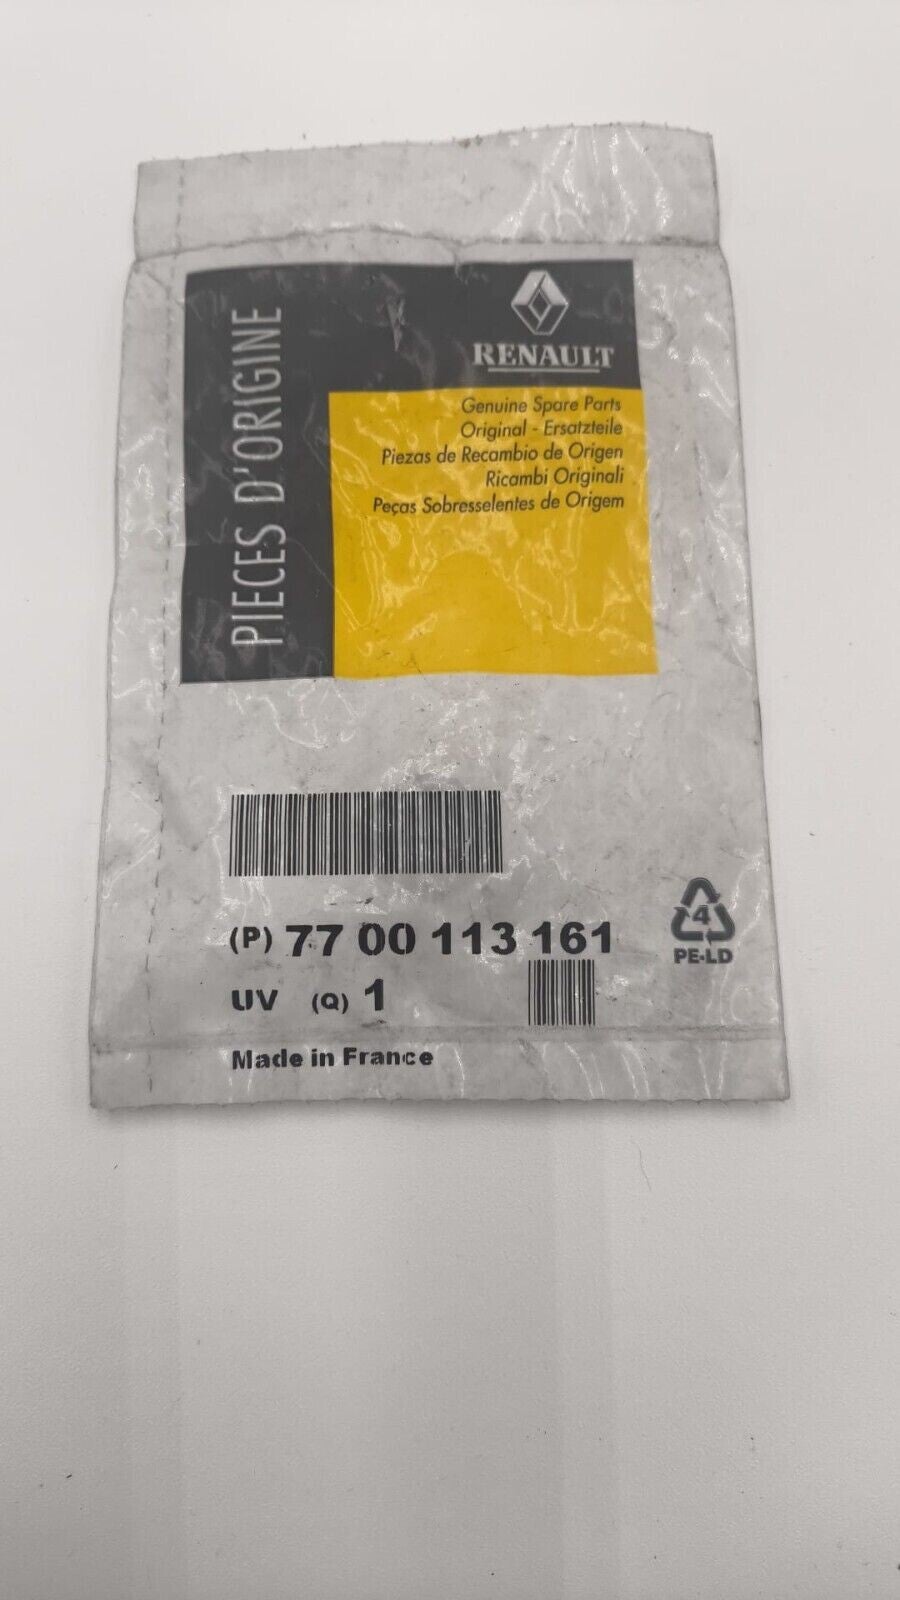 PIECES D'ORIGINE
RENAULT
Genuine Spare Parts
Original - Ersatzteile
Piezas de Recambio de Origen
Ricambi Originali
Peças Sobresselentes de Origem
(P) 77 00 113 161
UV (Q) 1
Made in France
4
PE-LD